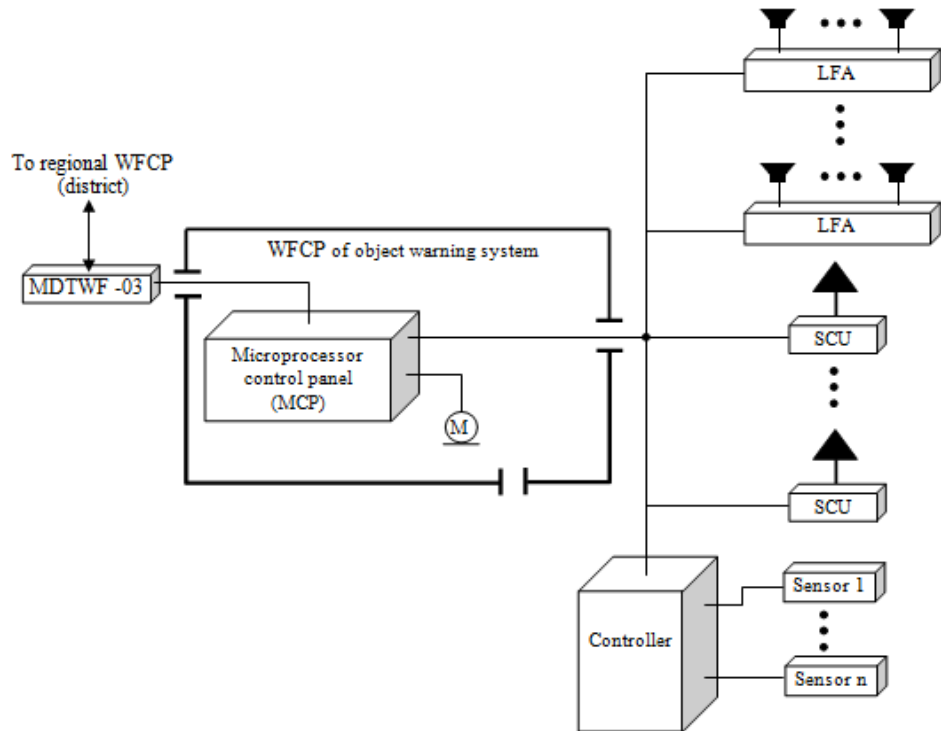 To regional WFCP
(district)
MDTWF -03
WFCP of object warning system
Microprocessor
control panel
(MCP)
M
LFA
LFA
SCU
SCU
Controller
Sensor 1
Sensor n